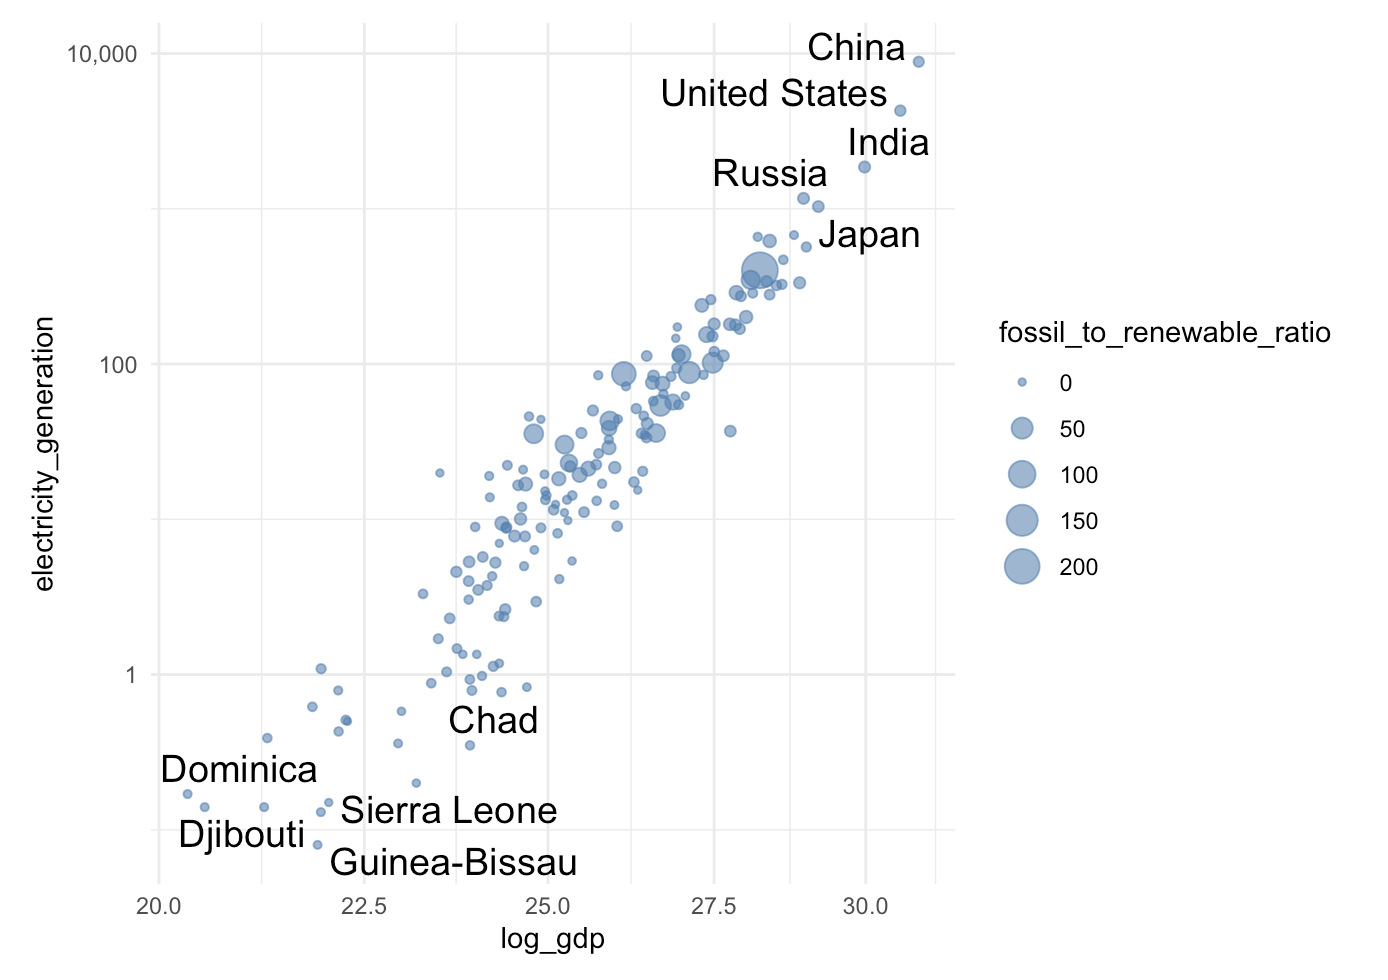 10,000
100
1
electricity_generation
China
United States
India
Russia
Japan
Chad
Dominica
Sierra Leone
Djibouti
Guinea-Bissau
20.0
22.5
25.0
27.5
30.0
log_gdp
fossil_to_renewable_ratio
0
50
100
150
200